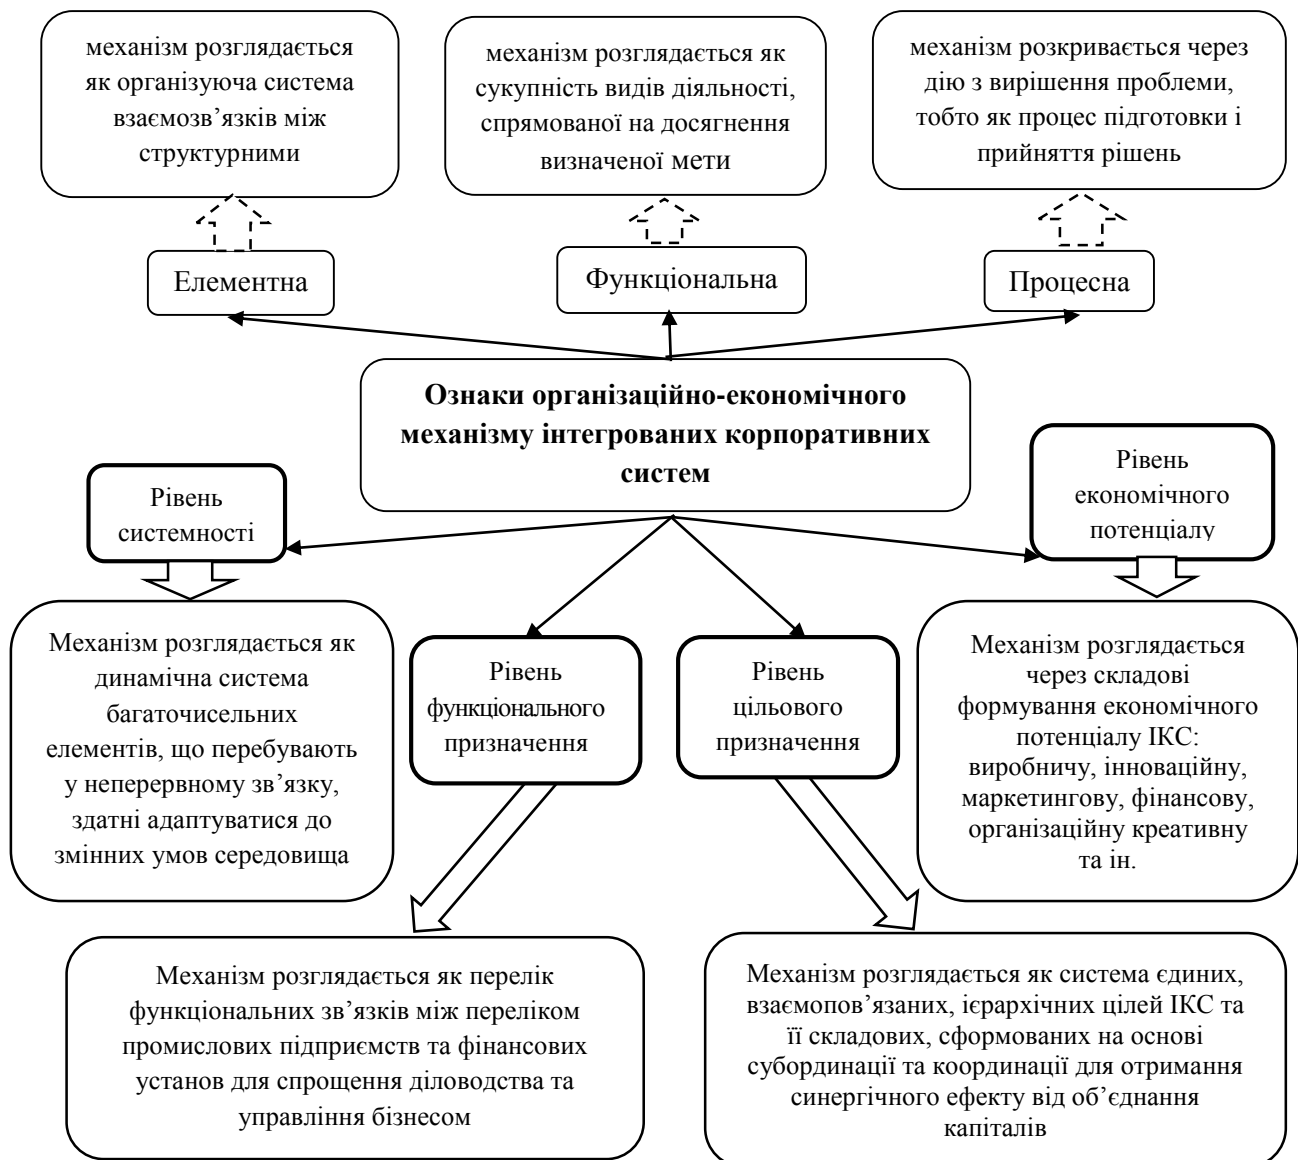 механізм розглядається
як організуюча система
взаємозв’язків між
структурними
механізм розглядається як
сукупність видів діяльності,
спрямованої на досягнення
визначеної мети
механізм розкривається через
дію з вирішення проблеми,
тобто як процес підготовки і
прийняття рішень
Елементна
Функціональна
Процесна
Ознаки організаційно-економічного
механізму інтегрованих корпоративних
систем
Рівень
системності
Рівень
економічного
потенціалу
Механізм розглядається як
динамічна система
багаточисельних
елементів, що перебувають
у неперервному зв’язку,
здатні адаптуватися до
змінних умов середовища
Рівень
функціонального
призначення
Рівень
цільового
призначення
Механізм розглядається
через складові
формування економічного
потенціалу ІКС:
виробничу, інноваційну,
маркетингову, фінансову,
організаційну креативну
та ін.
Механізм розглядається як перелік
функціональних зв’язків між переліком
промислових підприємств та фінансових
установ для спрощення діловодства та
управління бізнесом
Механізм розглядається як система єдиних,
взаємопов’язаних, ієрархічних цілей ІКС та
її складових, сформованих на основі
субординації та координації для отримання
синергічного ефекту від об’єднання
капіталів